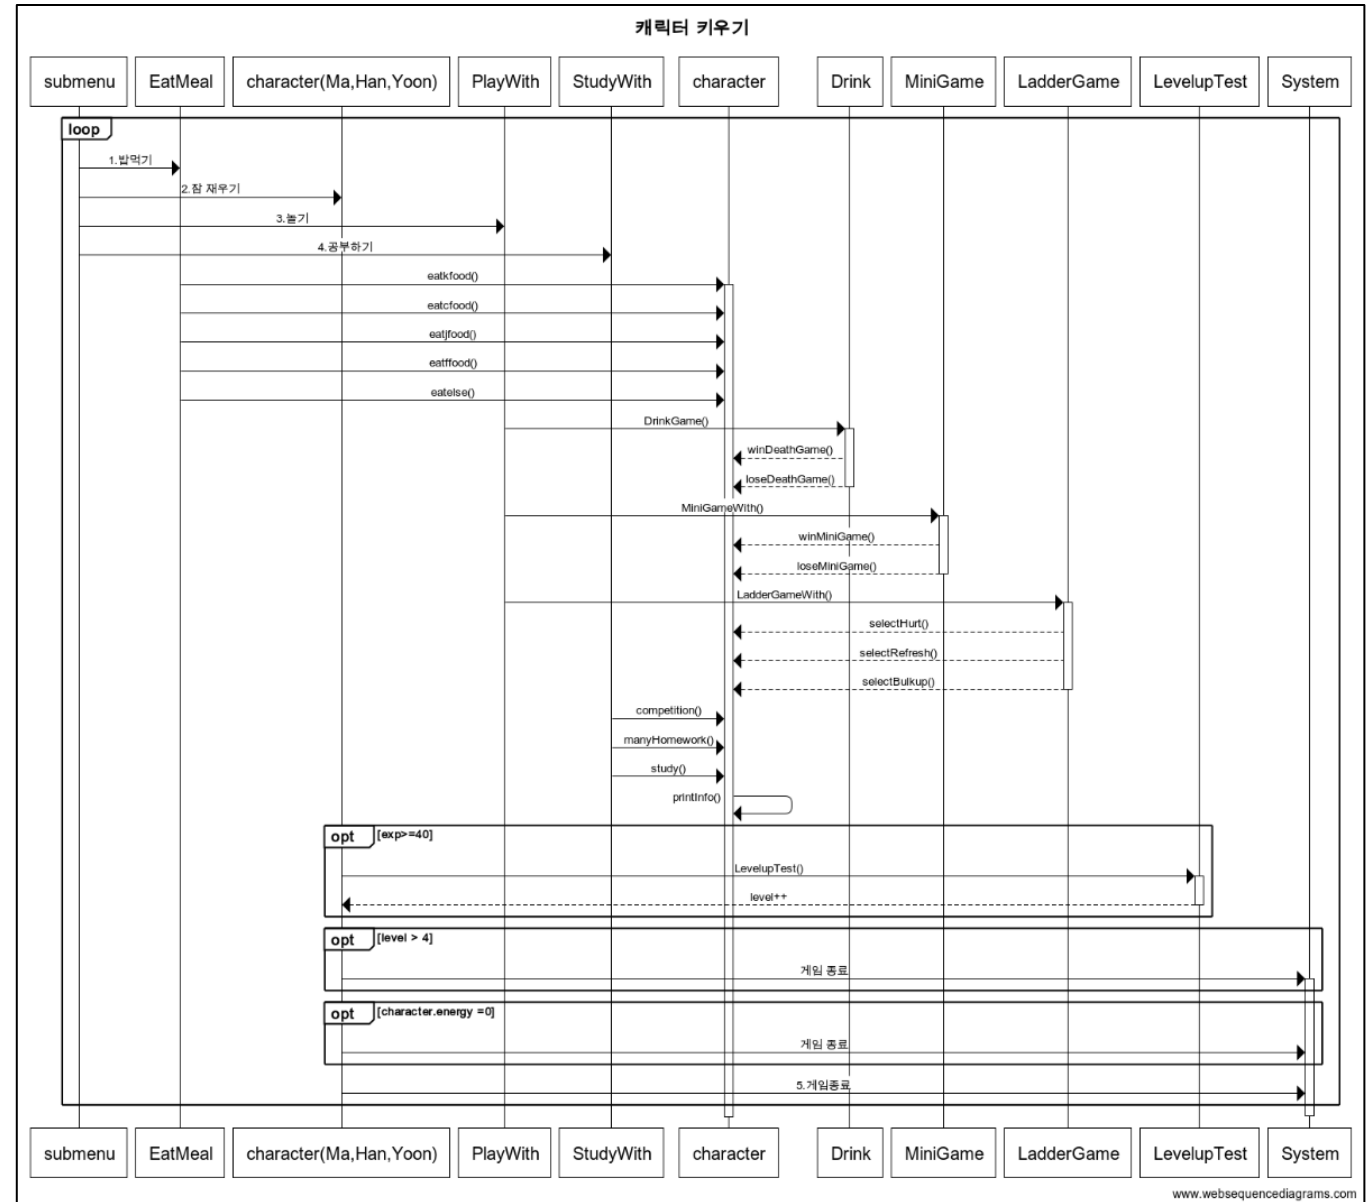 캐릭터 키우기
submenu EatMeal character(Ma,Han,Yoon) PlayWith StudyWith character Drink MiniGame LadderGame LevelupTest System
loop
1.밥먹기
2.잠 재우기
3.놀기
4.공부하기
eatkfood()
eatcfood()
eatjfood()
eatffood()
eatelse()
DrinkGame()
winDeathGame()
loseDeathGame()
MiniGameWith()
winMiniGame()
loseMiniGame()
LadderGameWith()
selectHurt()
selectRefresh()
selectBulkup()
competition()
manyHomework()
study()
printInfo()
opt [exp>=40]
LevelupTest()
level++
opt [level > 4]
게임 종료
opt [character.energy =0]
게임 종료
5.게임종료
submenu EatMeal character(Ma,Han,Yoon) PlayWith StudyWith character Drink MiniGame LadderGame LevelupTest System
www.websequencediagrams.com